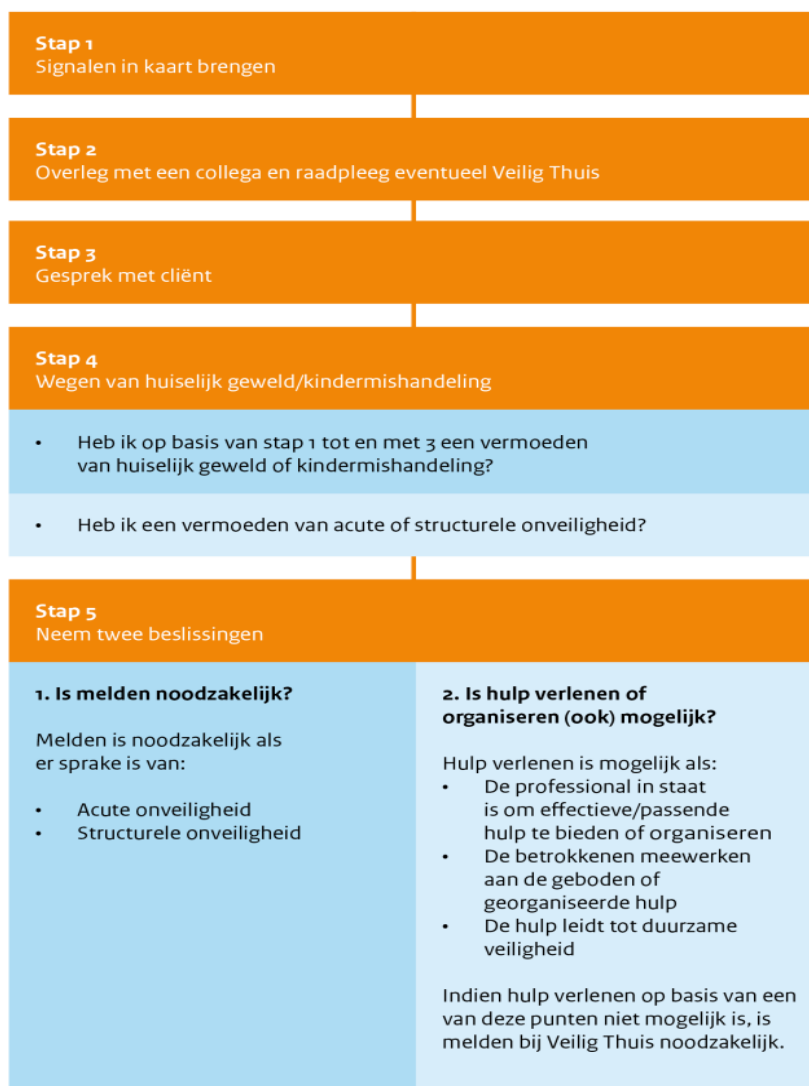 Stap 1
Signalen in kaart brengen
Stap 2
Overleg met een collega en raadpleeg eventueel Veilig Thuis
Stap 3
Gesprek met cliënt
Stap 4
Wegen van huiselijk geweld/kindermishandeling
• Heb ik op basis van stap 1 tot en met 3 een vermoeden
van huiselijk geweld of kindermishandeling?
• Heb ik een vermoeden van acute of structurele onveiligheid?
Stap 5
Neem twee beslissingen
1. Is melden noodzakelijk?
Melden is noodzakelijk als
er sprake is van:
• Acute onveiligheid
• Structurele onveiligheid
2. Is hulp verlenen of
organiseren (ook) mogelijk?
Hulp verlenen is mogelijk als:
• De professional in staat
is om effectieve/passende
hulp te bieden of organiseren
• De betrokkenen meewerken
aan de geboden of
georganiseerde hulp
• De hulp leidt tot duurzame
veiligheid
Indien hulp verlenen op basis van een
van deze punten niet mogelijk is, is
melden bij Veilig Thuis noodzakelijk.